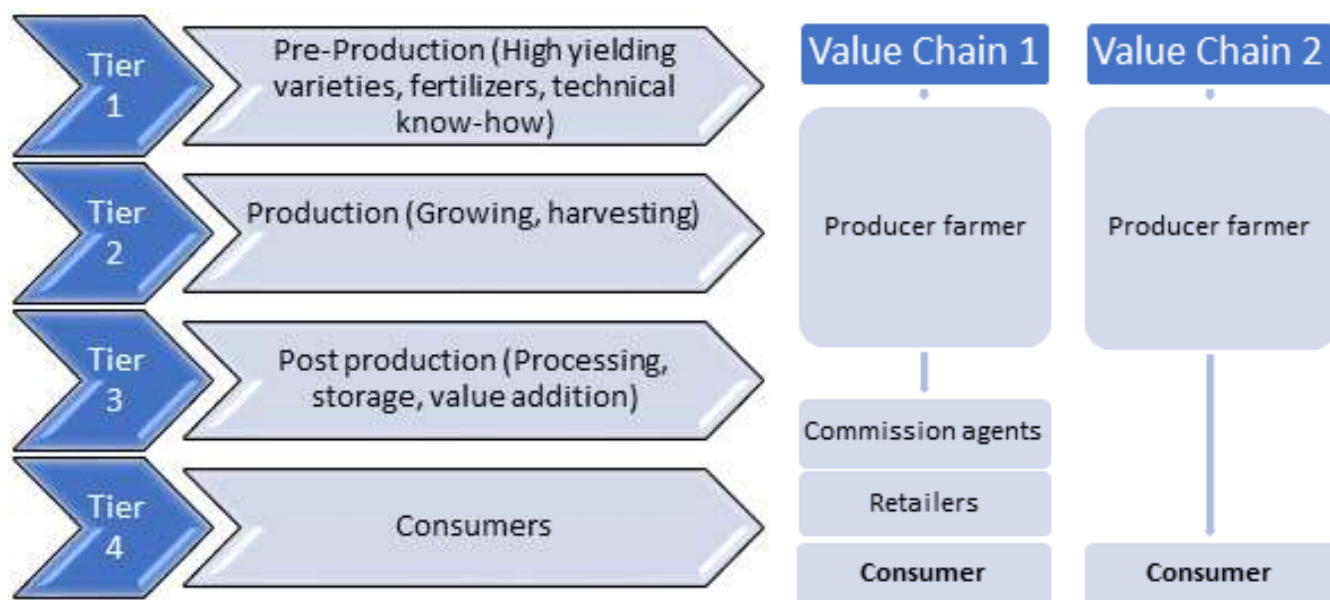 Tier
1
Pre-Production (High yielding
varieties, fertilizers, technical
know-how)
Tier
2
Production (Growing, harvesting)
Tier
3
Post production (Processing,
storage, value addition)
Tier
4
Consumers
Value Chain 1
Producer farmer
Commission agents
Retailers
Consumer
Value Chain 2
Producer farmer
Consumer